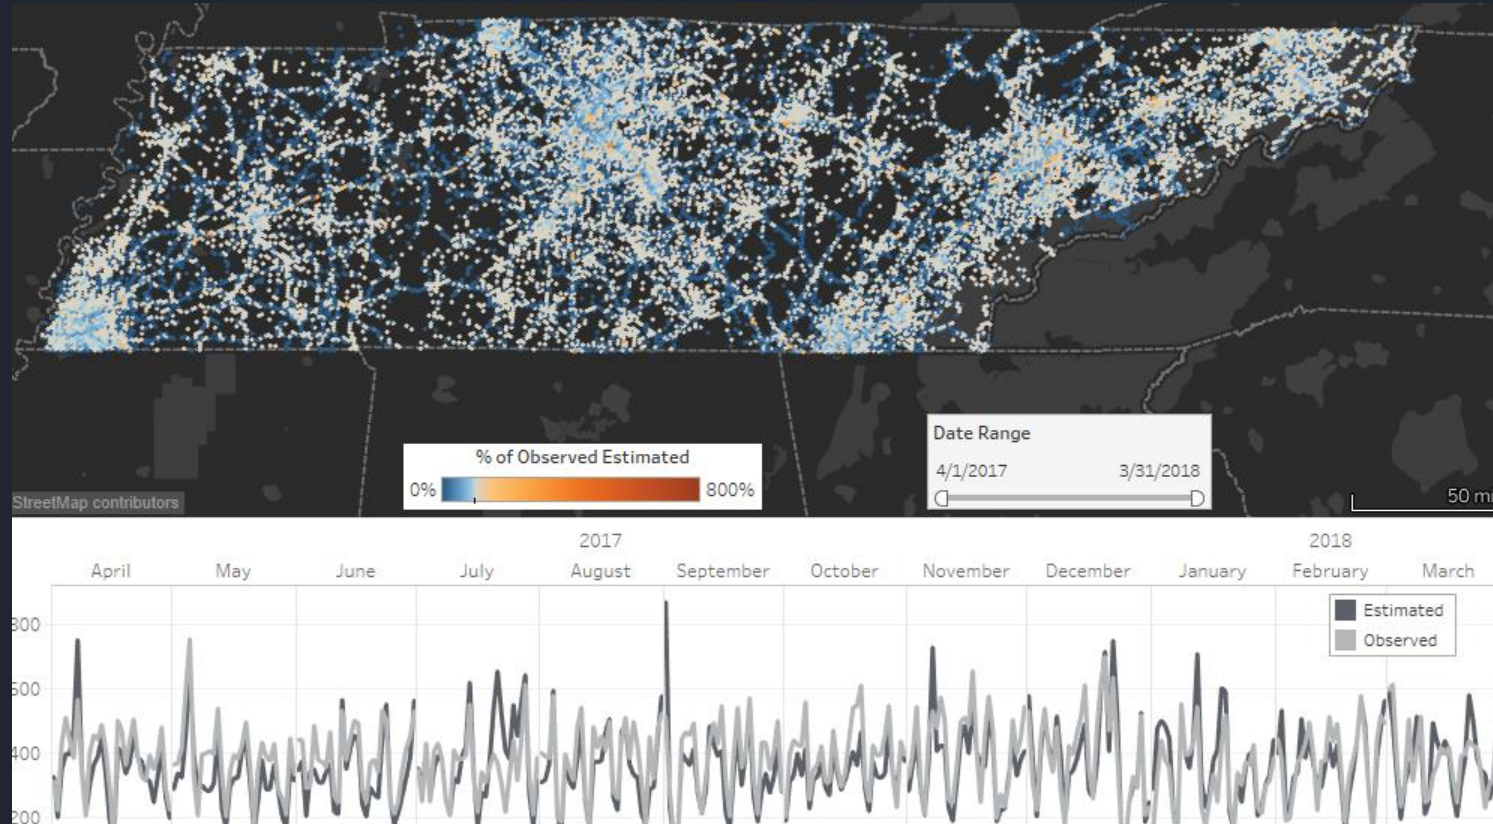 % of Observed Estimated
0% 800%
Date Range
4/1/2017 3/31/2018
StreetMap contributors
50 mi
2017 2018
April May June July August September October November December January February March
Estimated
Observed
400